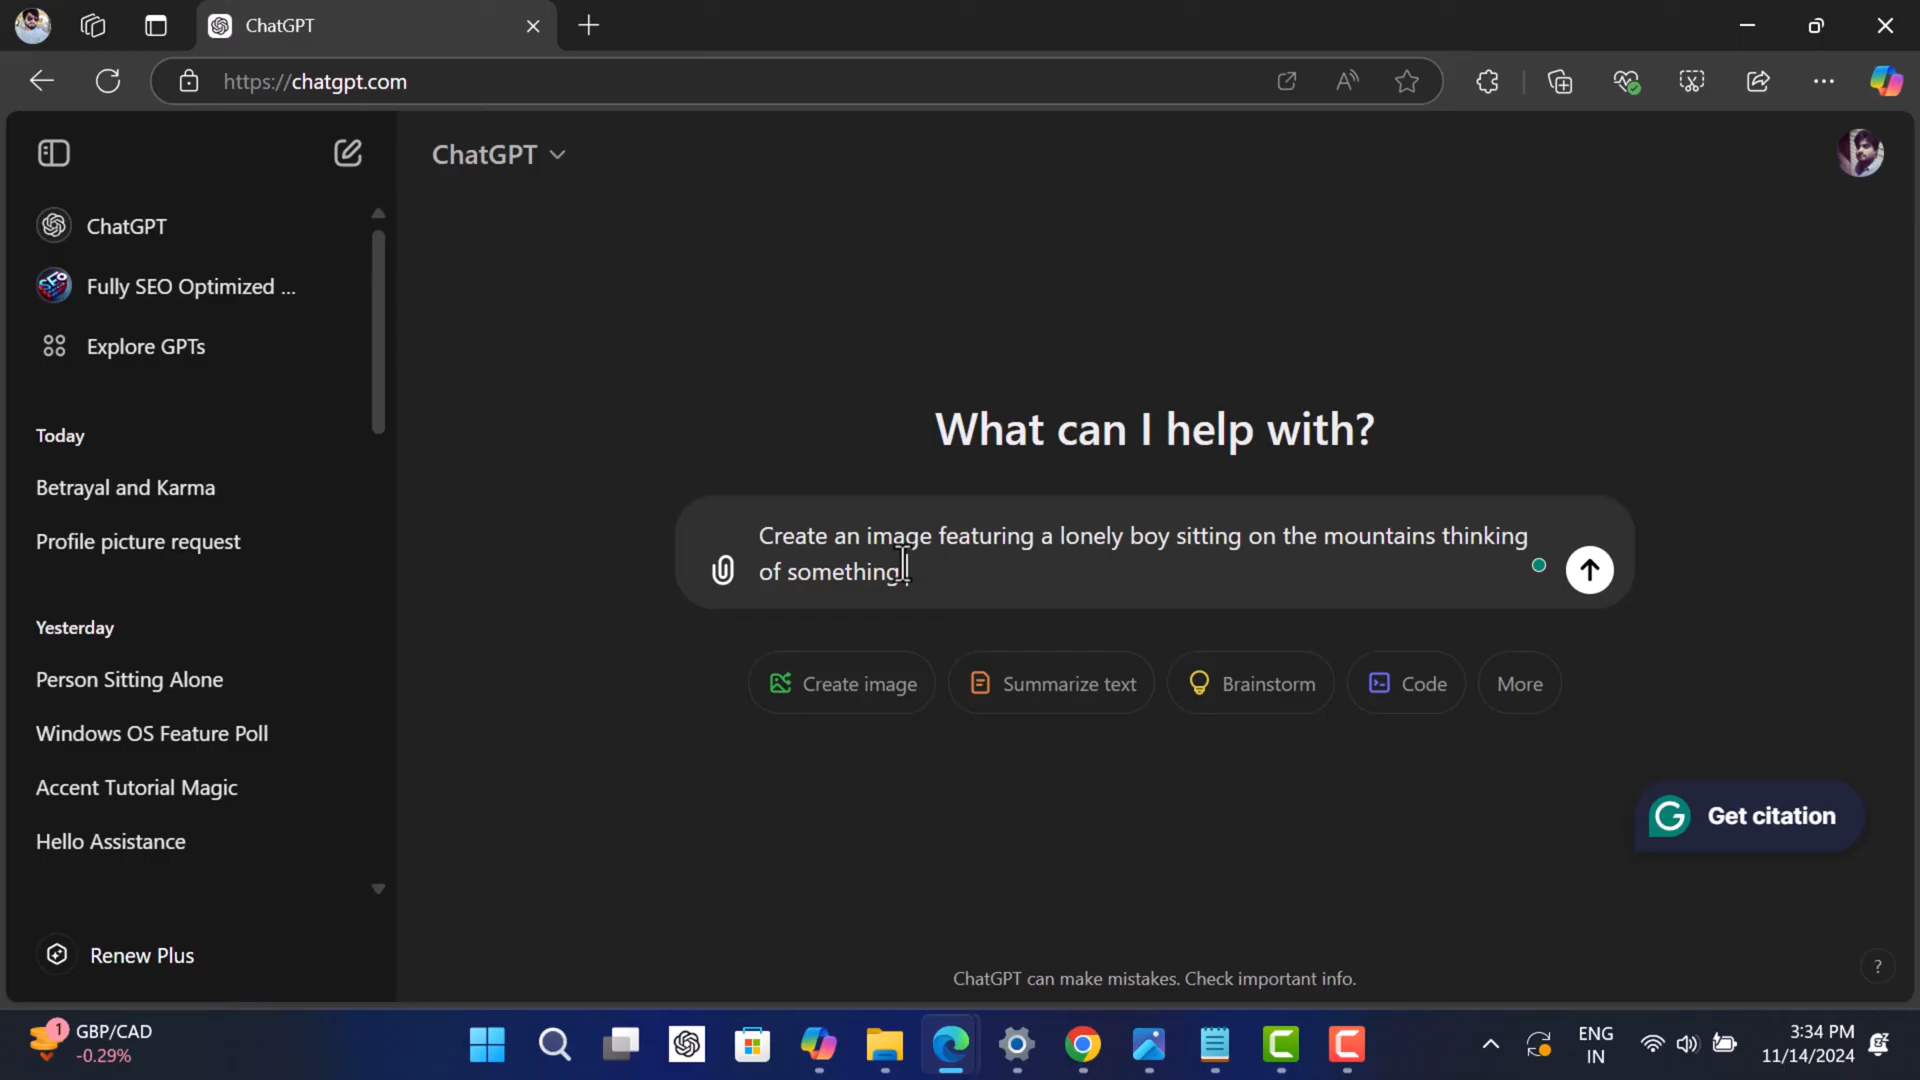 ChatGPT
https://chatgpt.com
ChatGPT
ChatGPT
Fully SEO Optimized ...
Explore GPTs
Today
Betrayal and Karma
Profile picture request
Yesterday
Person Sitting Alone
Windows OS Feature Poll
Accent Tutorial Magic
Hello Assistance
Renew Plus
What can I help with?
Create an image featuring a lonely boy sitting on the mountains thinking
of something.
Create image
Summarize text
Brainstorm
Code
More
Get citation
ChatGPT can make mistakes. Check important info.
?
1
GBP/CAD
-0.29%
ENG
IN
3:34 PM
11/14/2024